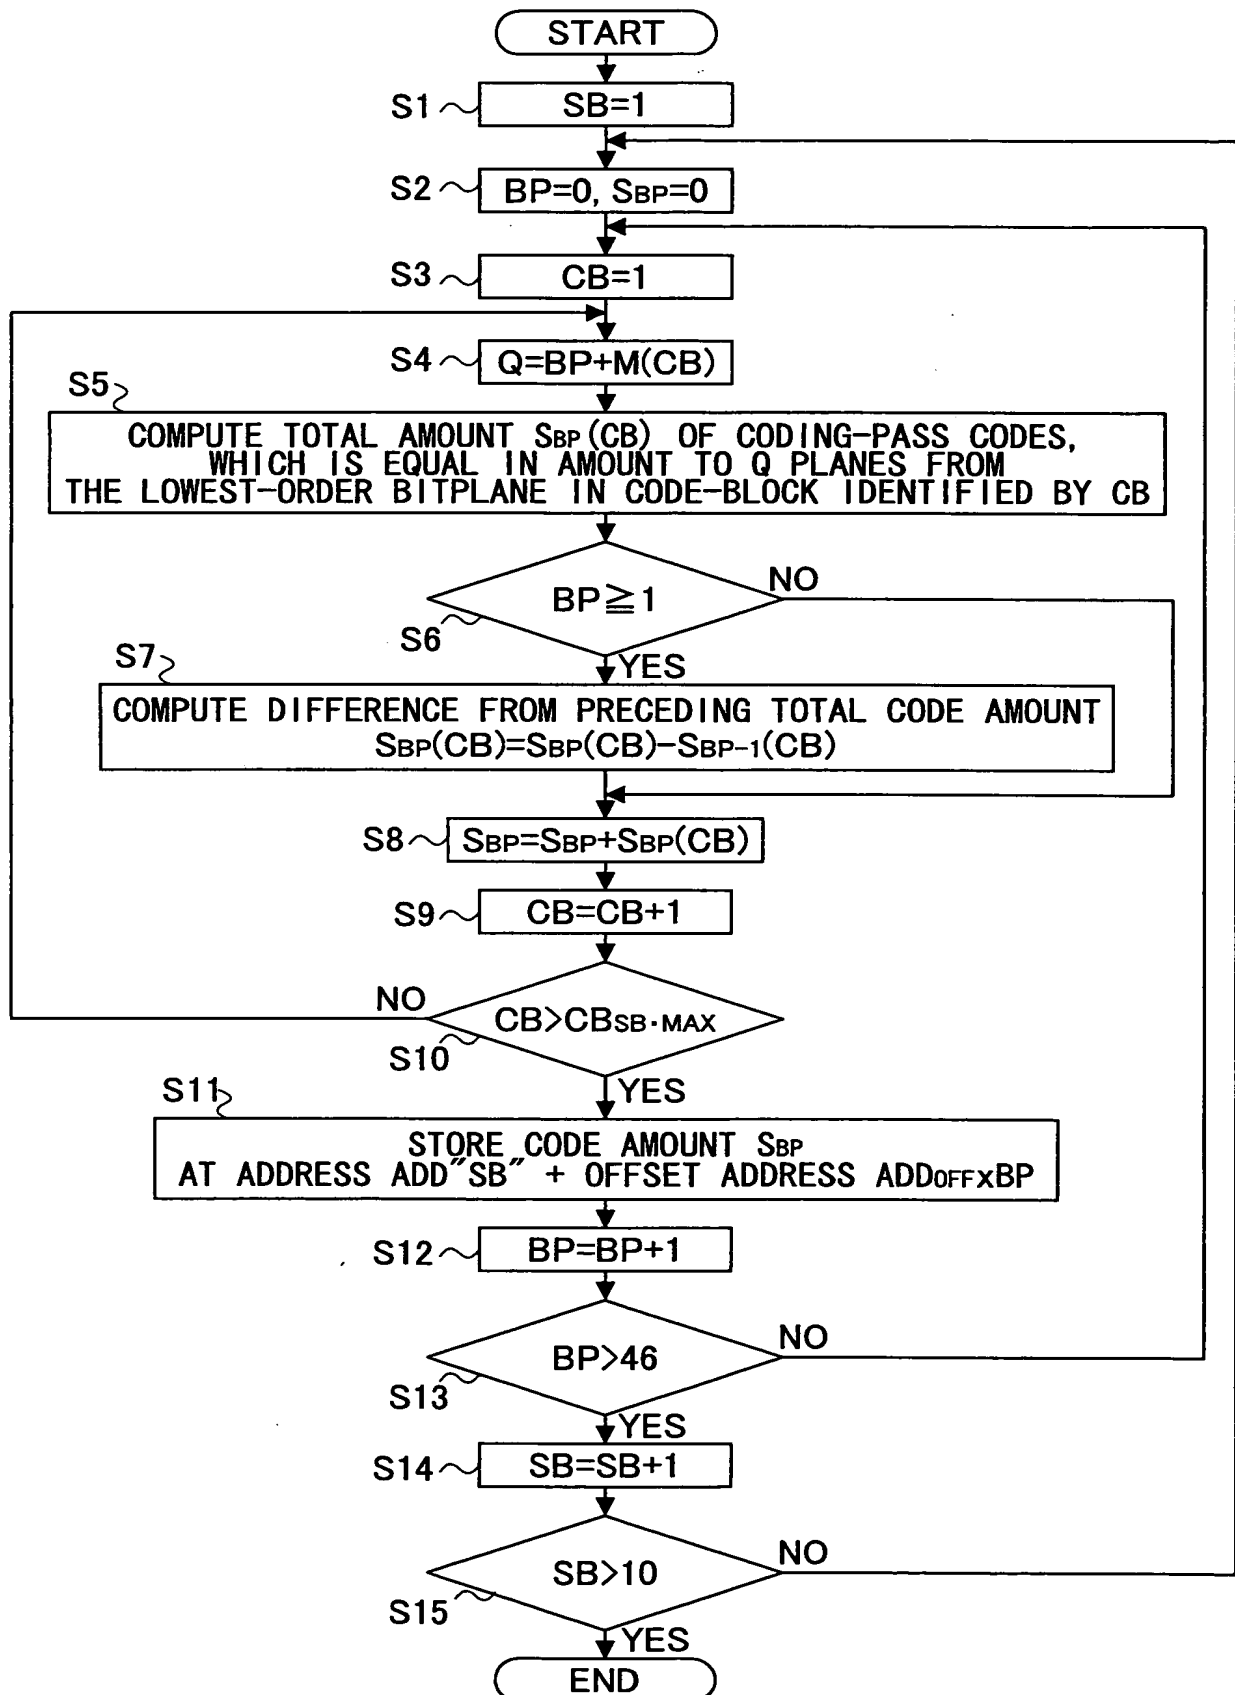 START
S1
SB=1
S2
BP=0, SBP=0
S3
CB=1
S4
Q=BP+M(CB)
S5
COMPUTE TOTAL AMOUNT SBP(CB) OF CODING-PASS CODES,
WHICH IS EQUAL IN AMOUNT TO Q PLANES FROM
THE LOWEST-ORDER BITPLANE IN CODE-BLOCK IDENTIFIED BY CB
BP≧1
NO
S6
YES
S7
COMPUTE DIFFERENCE FROM PRECEDING TOTAL CODE AMOUNT
SBP(CB)=SBP(CB)-SBP-1(CB)
S8
SBP=SBP+SBP(CB)
S9
CB=CB+1
NO
CB>CBSB·MAX
S10
YES
S11
STORE CODE AMOUNT SBP
AT ADDRESS ADD"SB" + OFFSET ADDRESS ADDOFFxBP
S12
BP=BP+1
BP>46
NO
S13
YES
S14
SB=SB+1
SB>10
NO
S15
YES
END